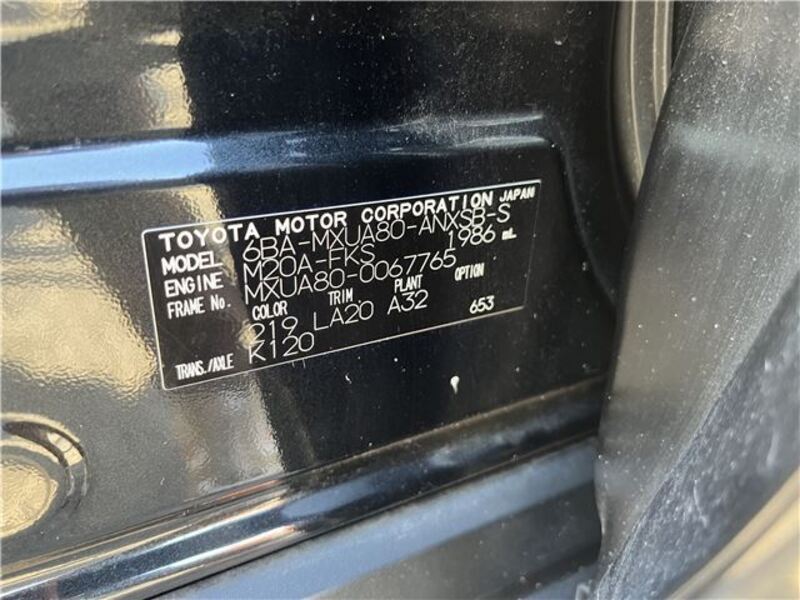 TOYOTA MOTOR CORPORATION JAPAN
MODEL 6BA-MXUA80-ANXSB-S
ENGINE M20A-FKS 1986 mL
FRAME No. MXUA80-0067765
COLOR TRIM PLANT OPTION
219 LA20 A32 653
TRANS./AXLE K120